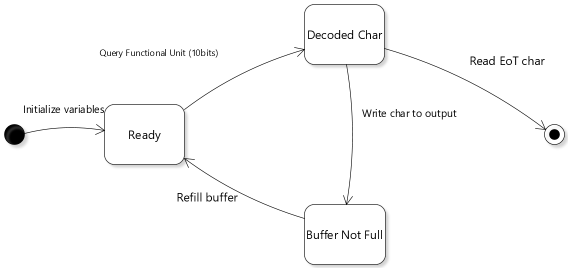 Decoded Char
Query Functional Unit (10bits)
Read EoT char
Initialize variables
Write char to output
Ready
Refill buffer
Buffer Not Full